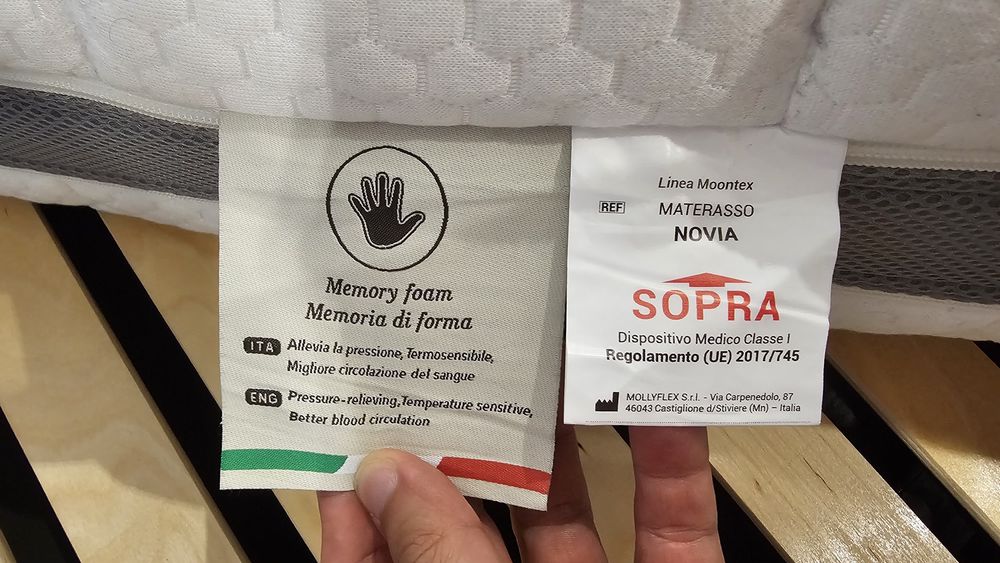 Memory foam
Memoria di forma
ITA Allevia la pressione, Termosensibile,
Migliore circolazione del sangue
ENG Pressure-relieving, Temperature sensitive,
Better blood circulation
Linea Moontex
REF MATERASSO
NOVIA
SOPRA
Dispositivo Medico Classe I
Regolamento (UE) 2017/745
MOLLYFLEX S.r.l. - Via Carpenedolo, 87
46043 Castiglione d/Stiviere (Mn) – Italia